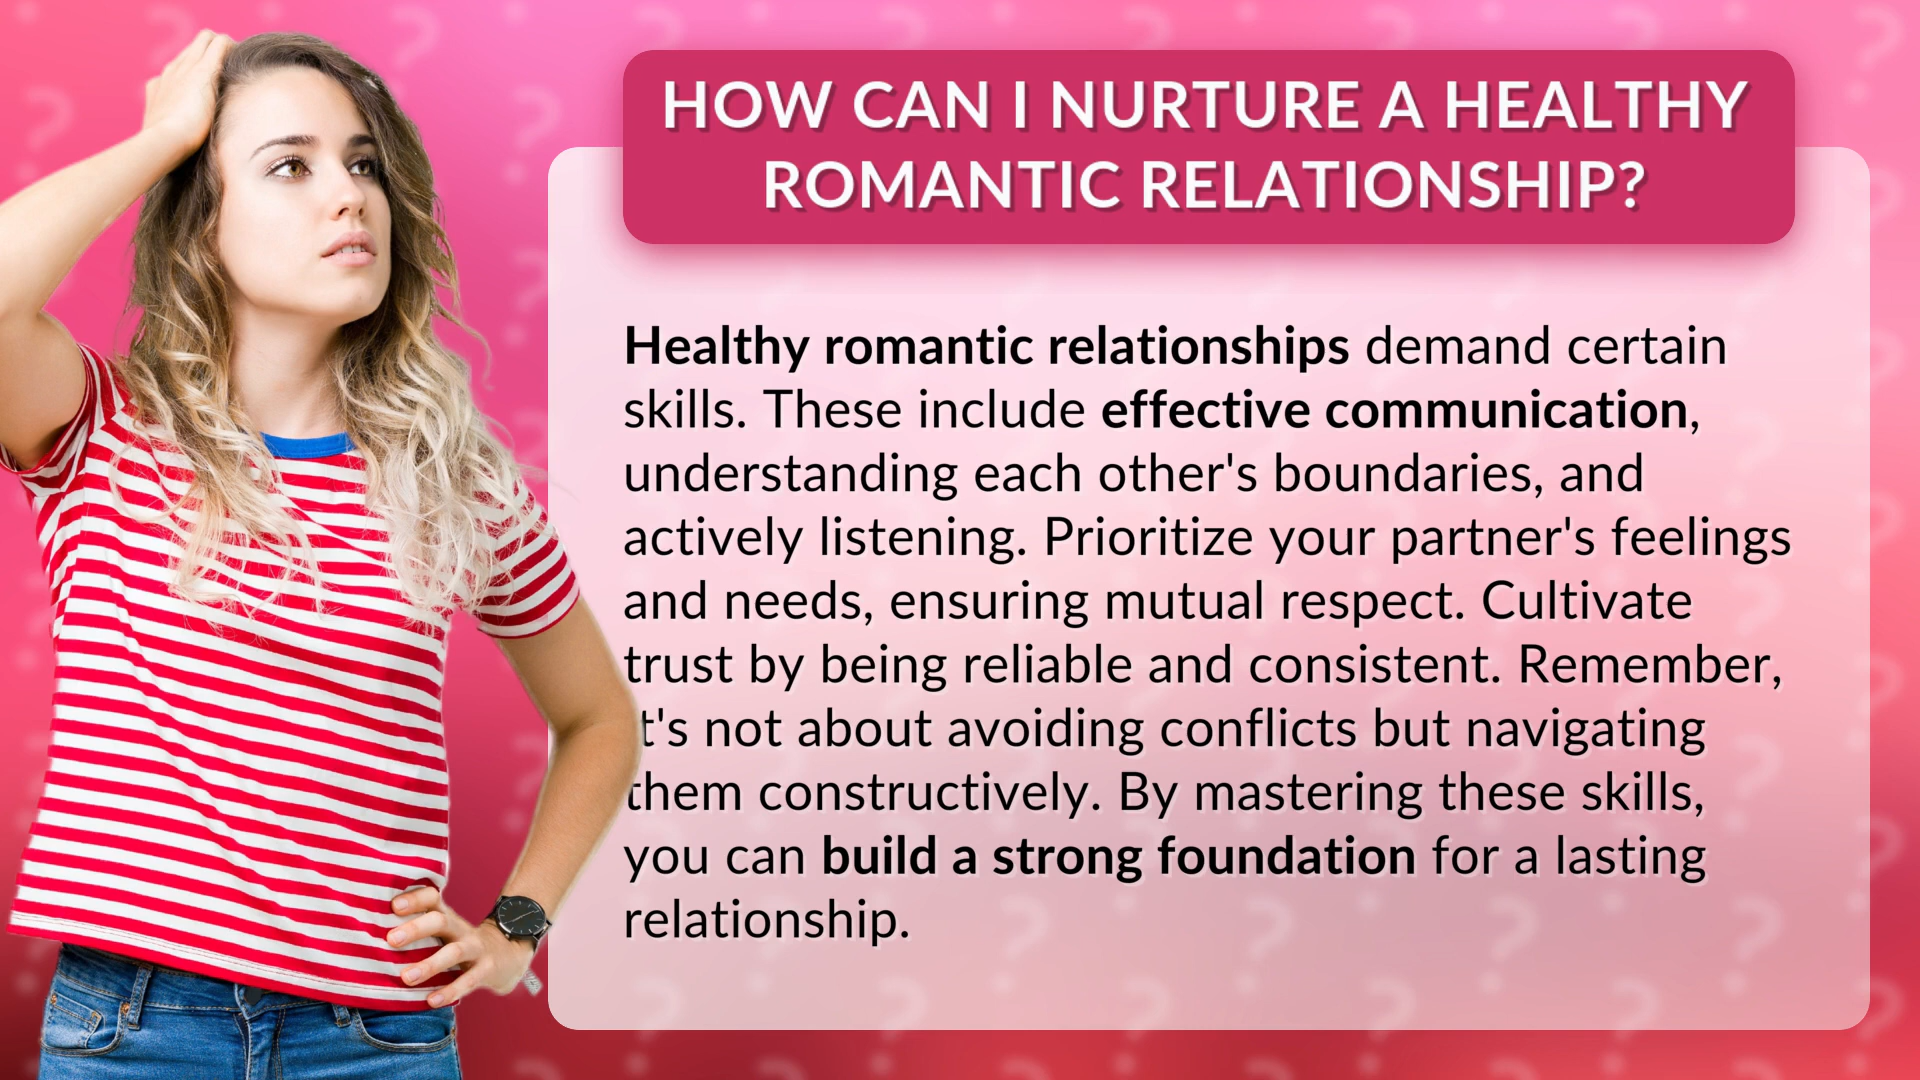 HOW CAN I NURTURE A HEALTHY
ROMANTIC RELATIONSHIP?
Healthy romantic relationships demand certain
skills. These include effective communication,
understanding each other's boundaries, and
actively listening. Prioritize your partner's feelings
and needs, ensuring mutual respect. Cultivate
trust by being reliable and consistent. Remember,
t's not about avoiding conflicts but navigating
them constructively. By mastering these skills,
you can build a strong foundation for a lasting
relationship.